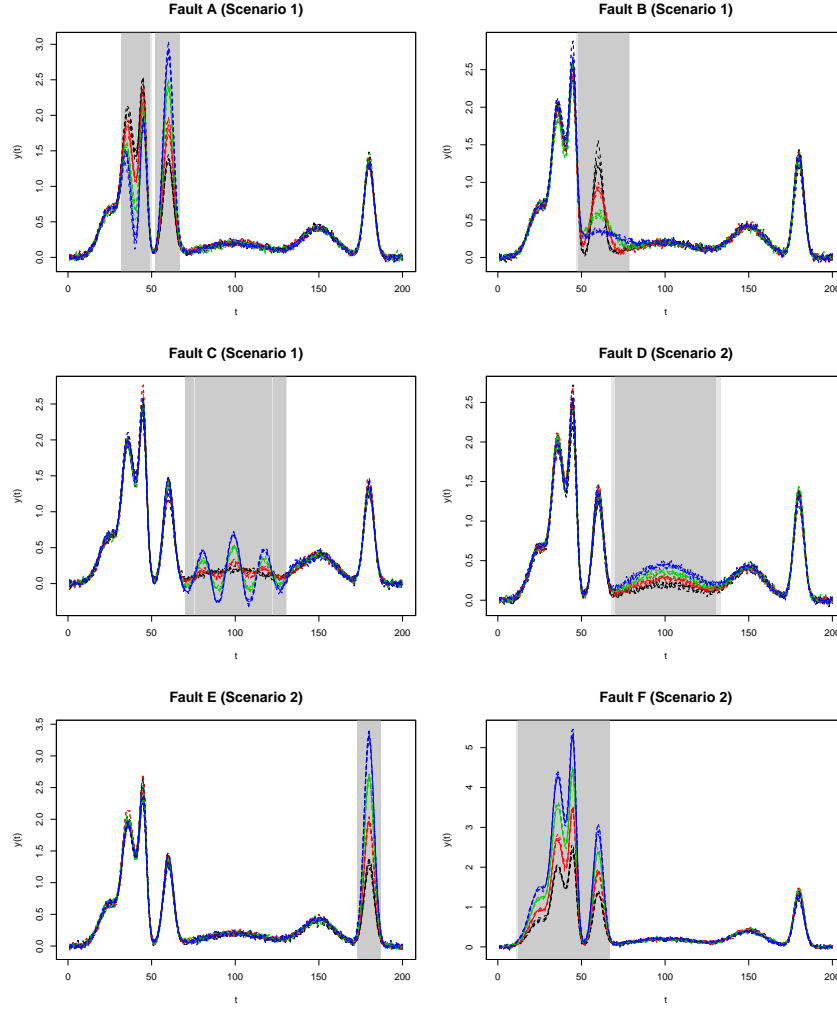 Fault A (Scenario 1)
y(t)
0.0 0.5 1.0 1.5 2.0 2.5 3.0
0 50 100 150 200
t
Fault B (Scenario 1)
y(t)
0.0 0.5 1.0 1.5 2.0 2.5
0 50 100 150 200
t
Fault C (Scenario 1)
y(t)
0.0 0.5 1.0 1.5 2.0 2.5
0 50 100 150 200
t
Fault D (Scenario 2)
y(t)
0.0 0.5 1.0 1.5 2.0 2.5
0 50 100 150 200
t
Fault E (Scenario 2)
y(t)
0.0 0.5 1.0 1.5 2.0 2.5 3.0 3.5
0 50 100 150 200
t
Fault F (Scenario 2)
y(t)
0 1 2 3 4 5
0 50 100 150 200
t